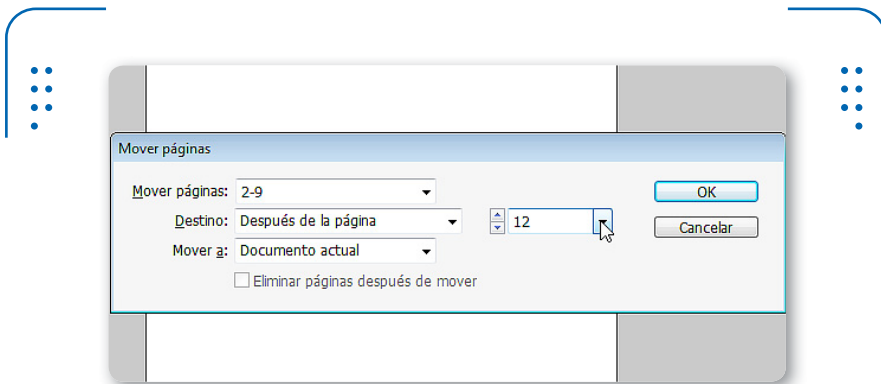 Mover páginas
Mover páginas: 2-9 OK
Destino: Después de la página 12 Cancelar
Mover a: Documento actual
Eliminar páginas después de mover